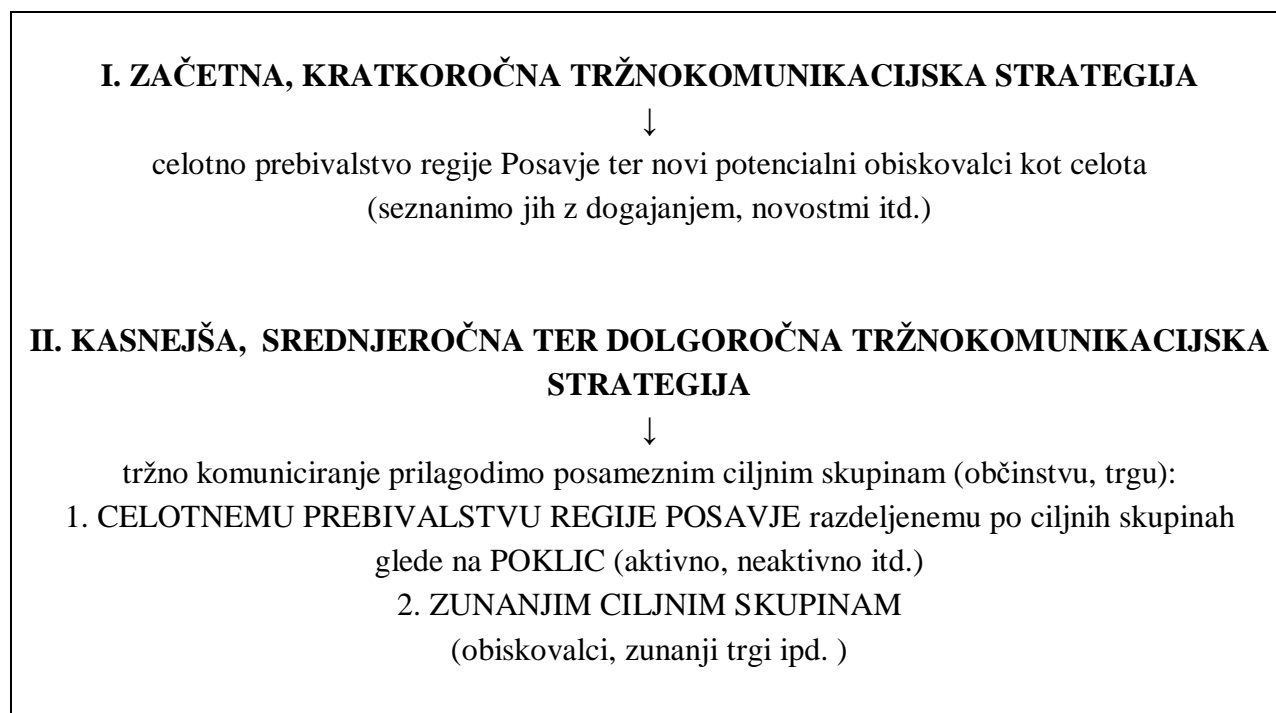 I. ZAČETNA, KRATKOROČNA TRŽNOKOMUNIKACIJSKA STRATEGIJA
↓
celotno prebivalstvo regije Posavje ter novi potencialni obiskovalci kot celota
(seznanimo jih z dogajanjem, novostmi itd.)
II. KASNEJŠA, SREDNJEROČNA TER DOLGOROČNA TRŽNOKOMUNIKACIJSKA
STRATEGIJA
↓
tržno komuniciranje prilagodimo posameznim ciljnim skupinam (občinstvu, trgu):
1. CELOTNEMU PREBIVALSTVU REGIJE POSAVJE razdeljenemu po ciljnih skupinah
glede na POKLIC (aktivno, neaktivno itd.)
2. ZUNANJIM CILJNIM SKUPINAM
(obiskovalci, zunanji trgi ipd. )